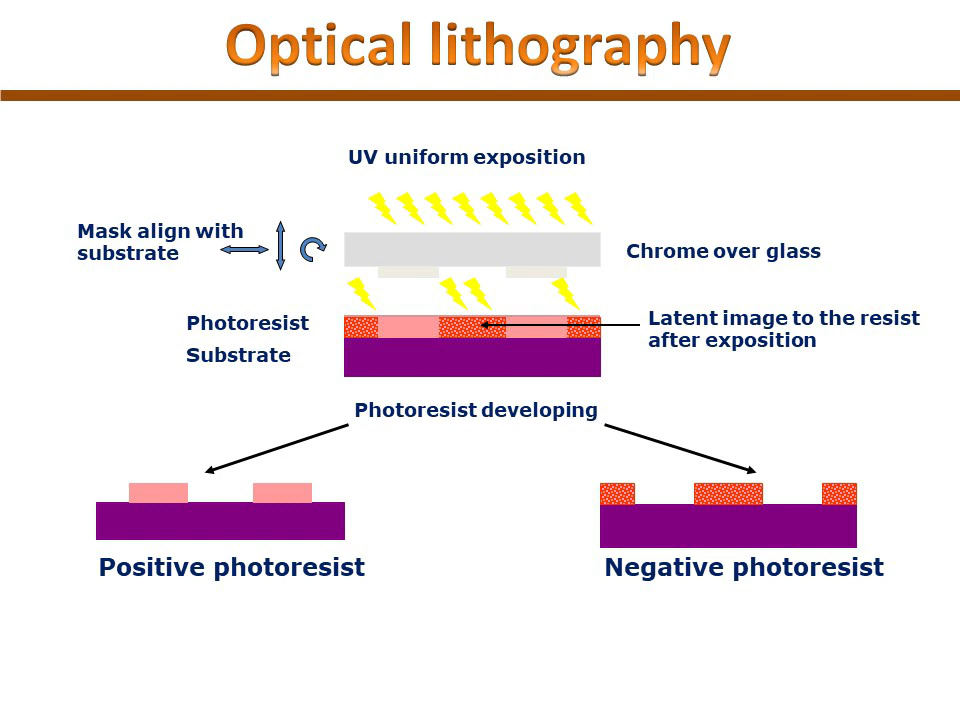 Optical lithography
UV uniform exposition
Mask align with
substrate
Chrome over glass
Photoresist
Substrate
Latent image to the resist
after exposition
Photoresist developing
Positive photoresist
Negative photoresist